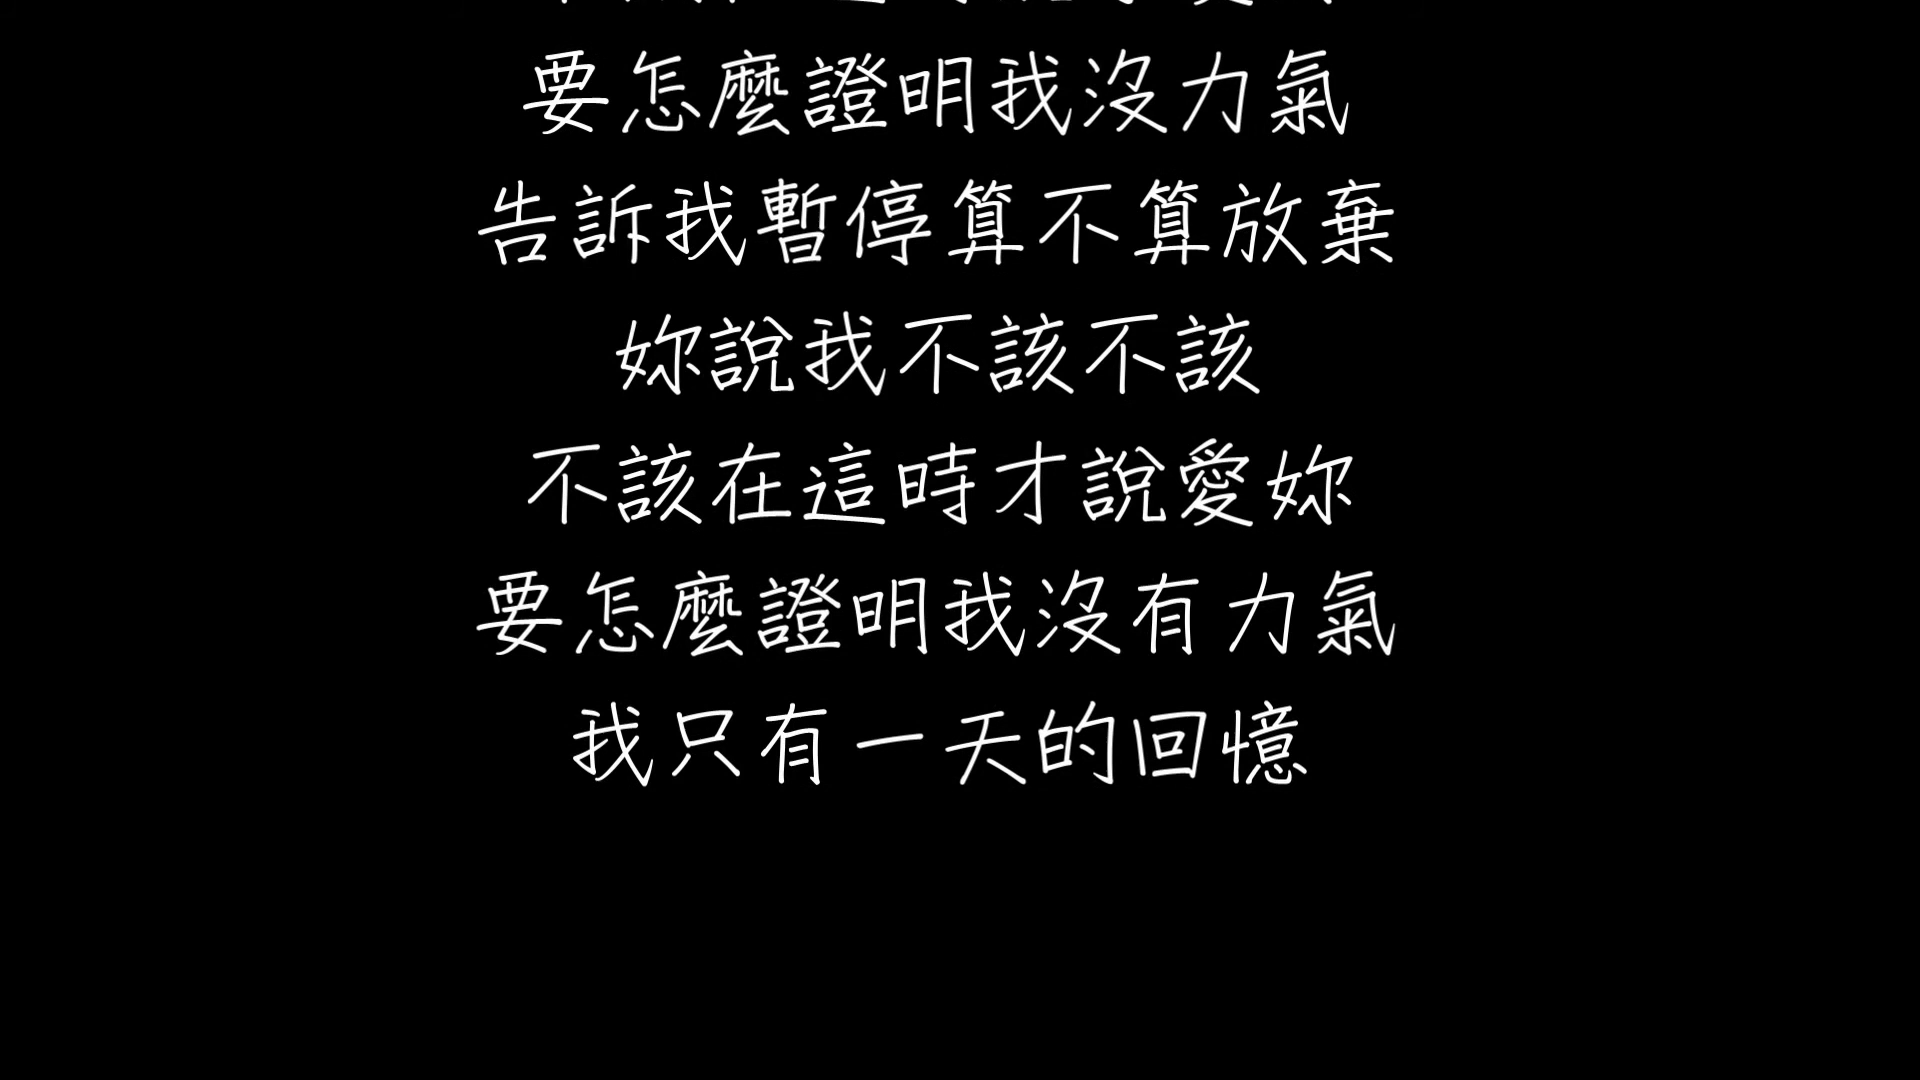 要怎麼證明我沒力氣
告訴我暫停算不算放棄
妳說我不該不該
不該在這時才說愛妳
要怎麼證明我沒有力氣
我只有一天的回憶